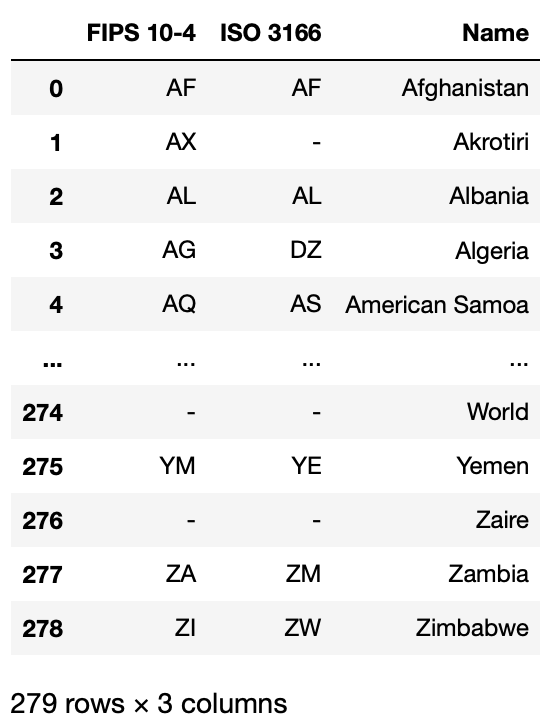 FIPS 10-4 ISO 3166 Name
0 AF AF Afghanistan
1 AX - Akrotiri
2 AL AL Albania
3 AG DZ Algeria
4 AQ AS American Samoa
... ... ... ...
274 - - World
275 YM YE Yemen
276 - - Zaire
277 ZA ZM Zambia
278 ZI ZW Zimbabwe
279 rows × 3 columns